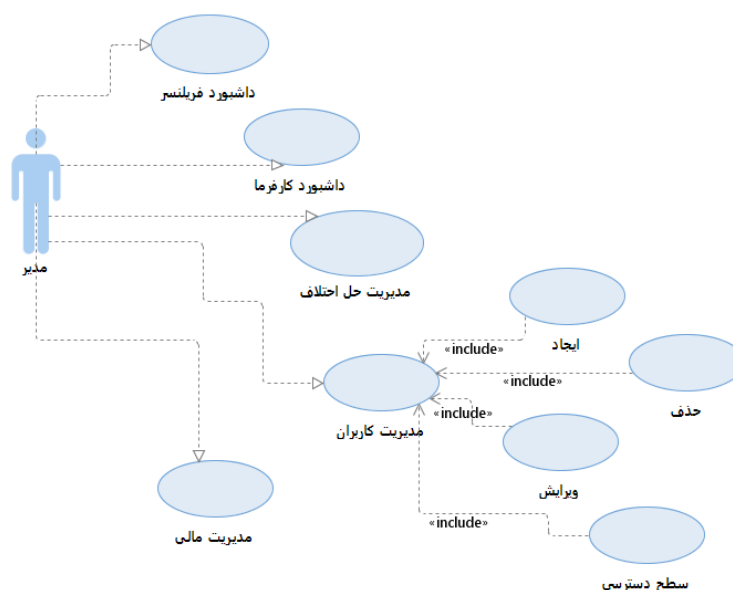 داشبورد فریلنسر
داشبورد کارفرما
مدیر
مدیریت حل احتلاف
ایجاد
«include»
«include»
حذف
«include»
مدیریت کاربران
ویرایش
«include»
مدیریت مالی
سطح دسترسی